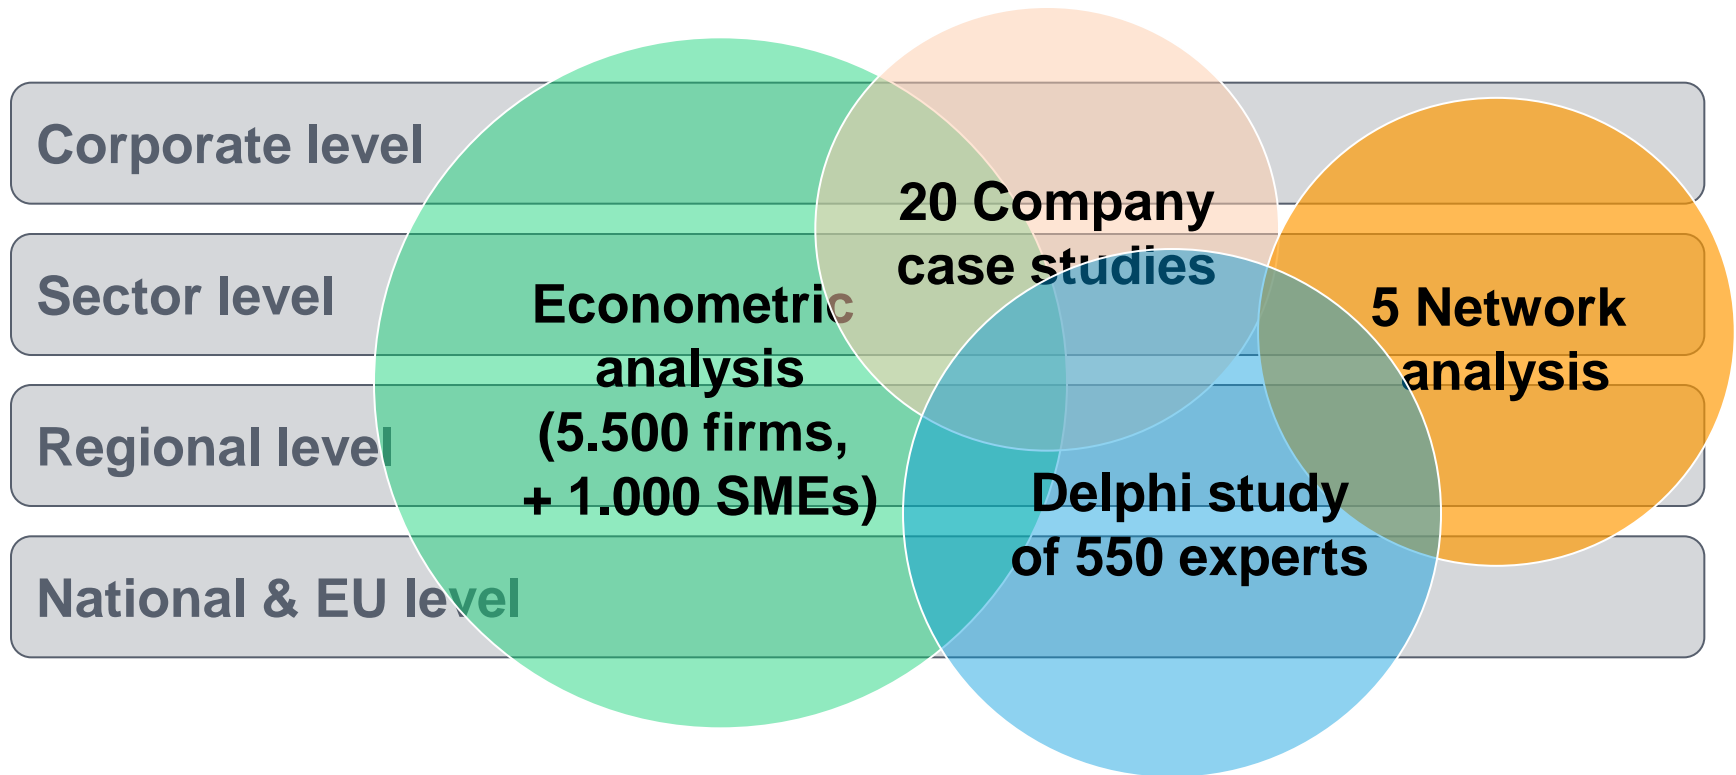 Corporate level
Sector level
Regional level
National & EU level
Econometric
analysis
(5.500 firms,
+ 1.000 SMEs)
20 Company
case studies
Delphi study
of 550 experts
5 Network
analysis